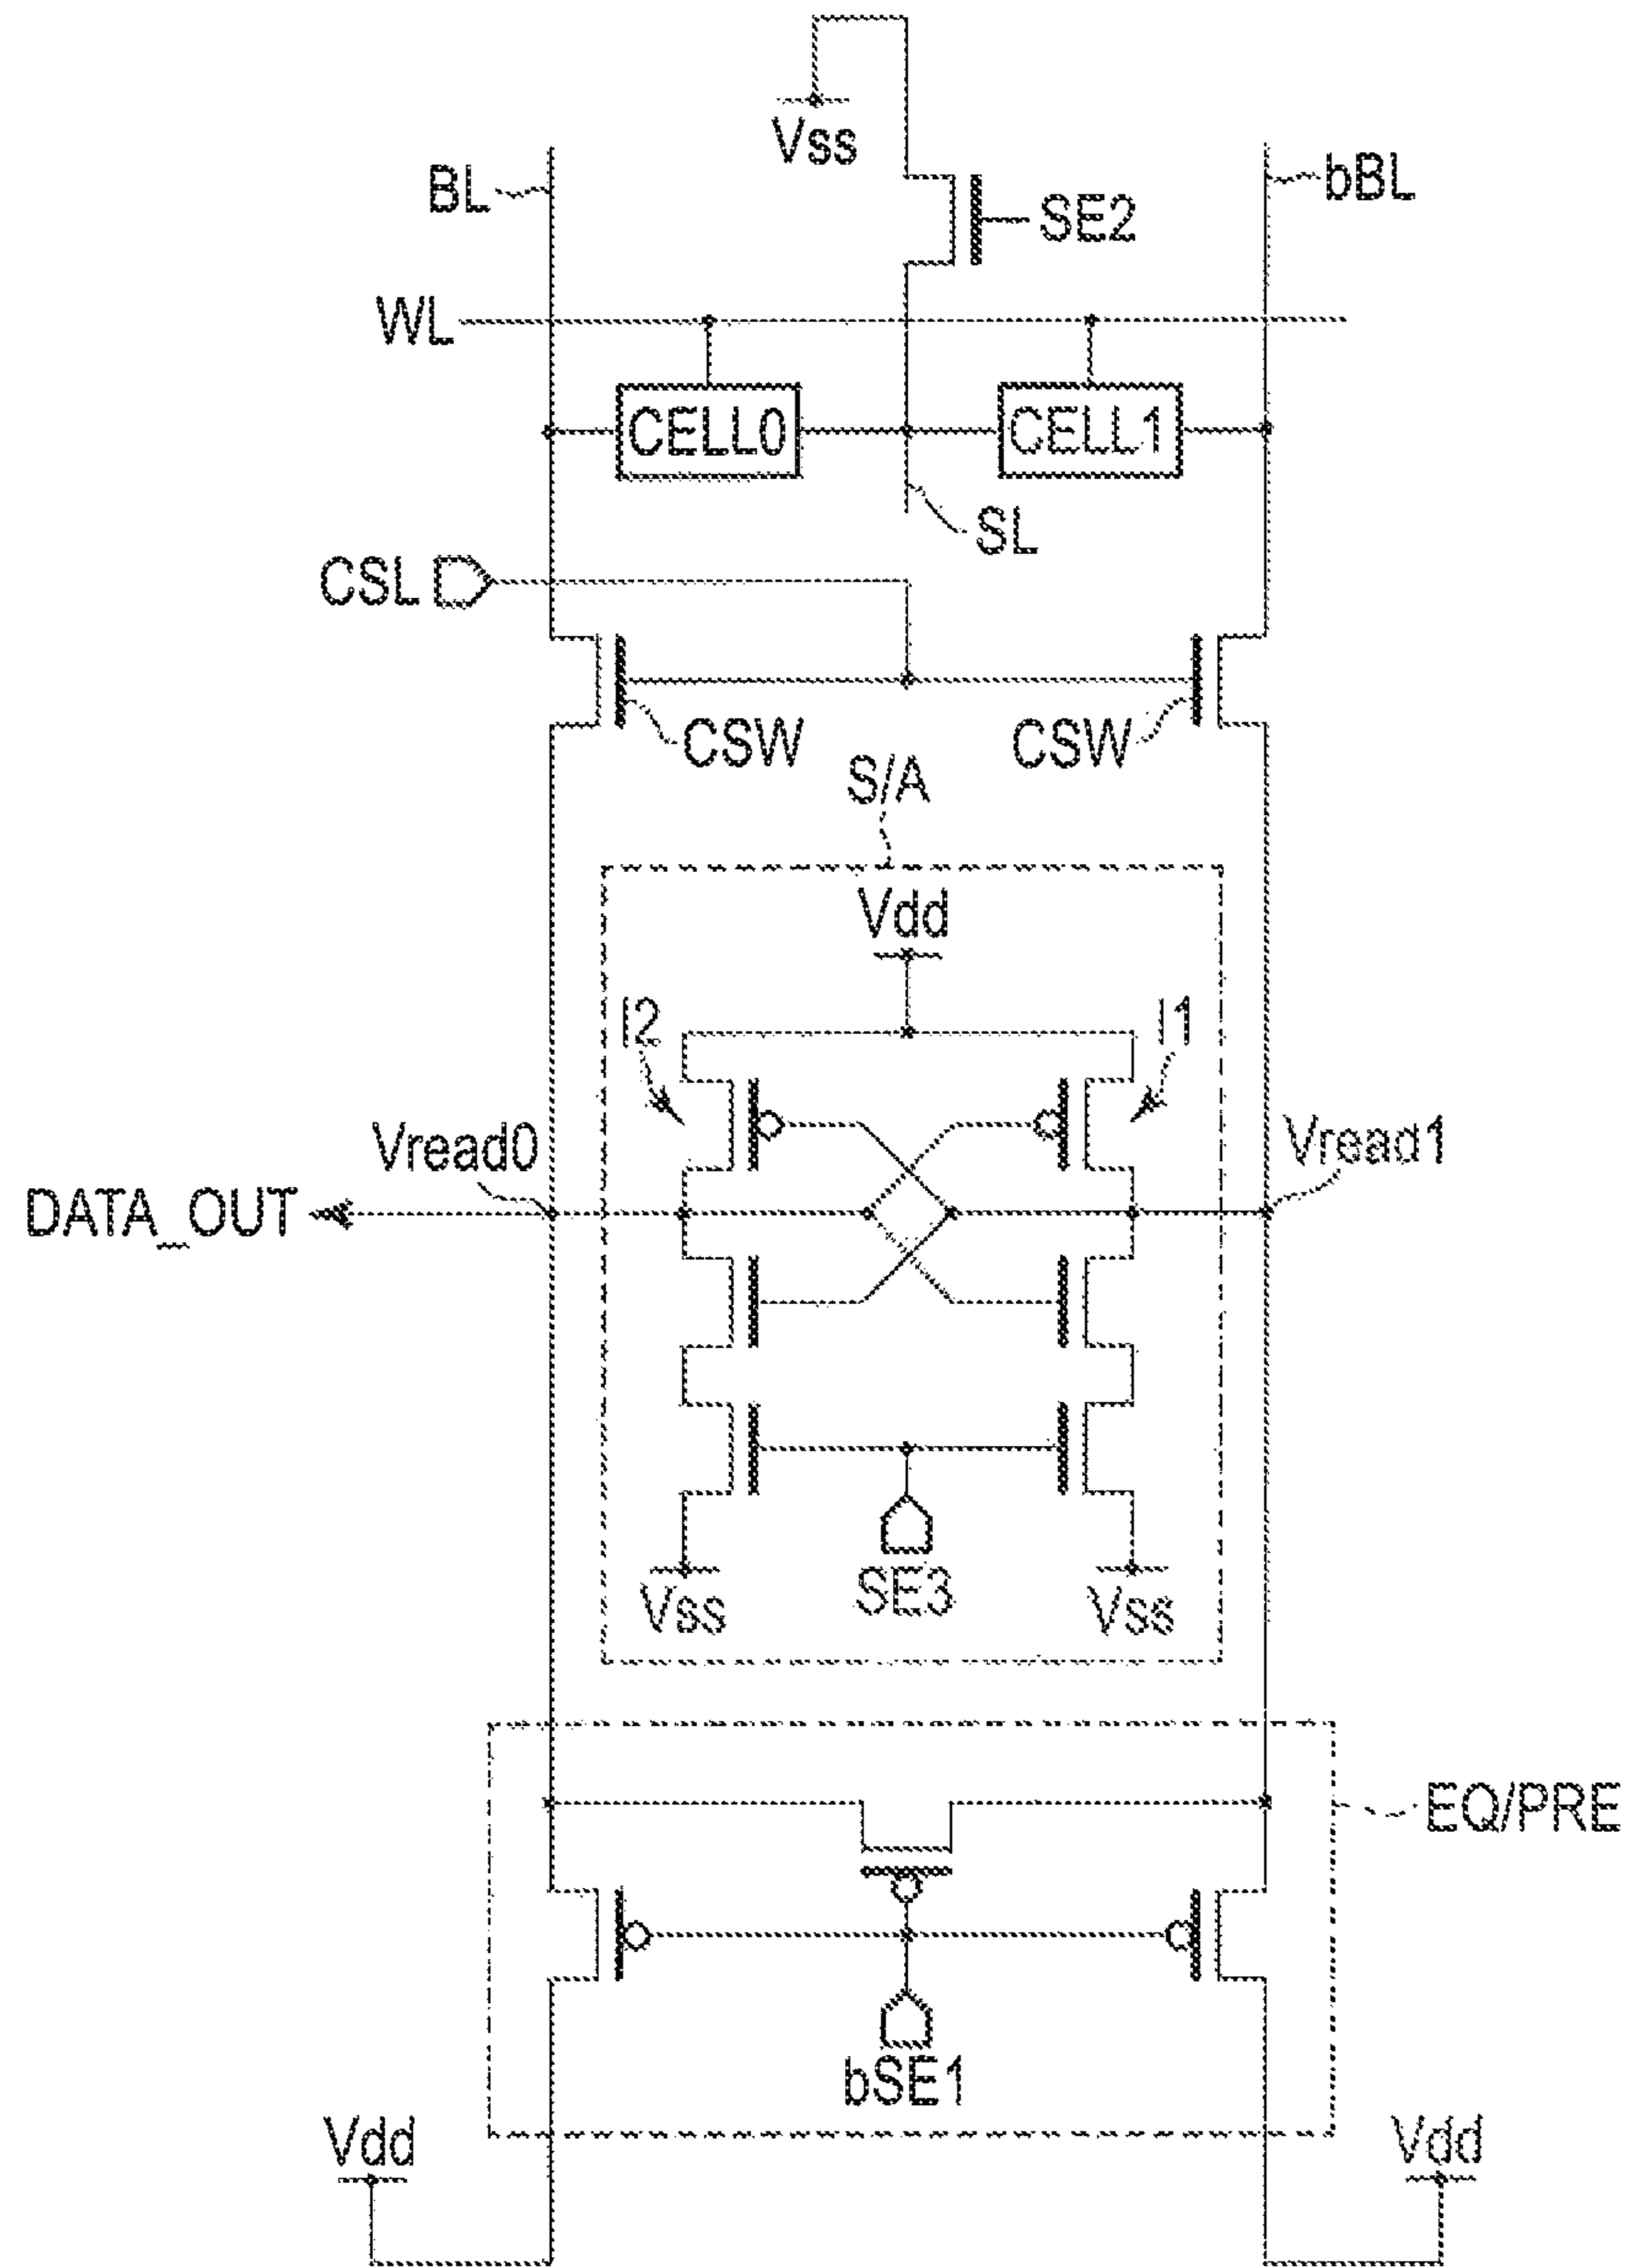 Vss
BL
bBL
SE2
WL
CELL0
CELL1
SL
CSL
CSW
CSW
S/A
Vdd
I2
I1
Vread0
Vread1
DATA_OUT
Vss
SE3
Vss
EQ/PRE
bSE1
Vdd
Vdd